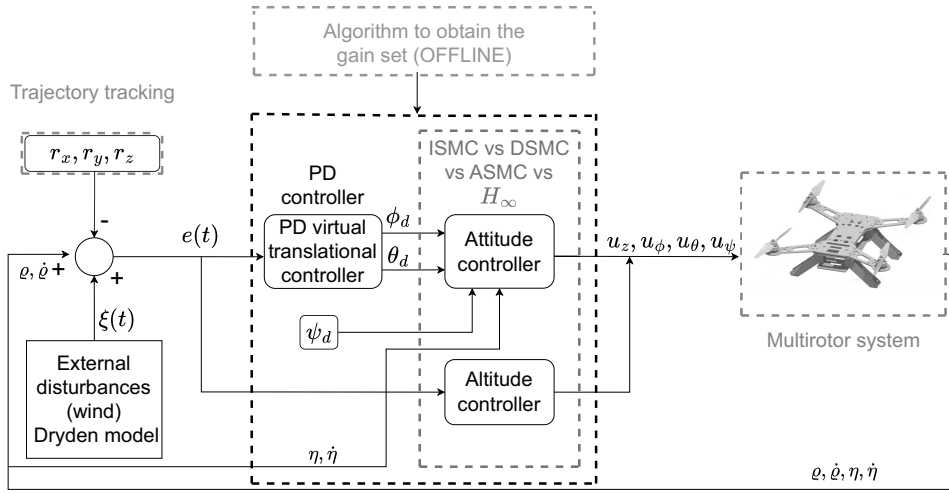 Algorithm to obtain the
gain set (OFFLINE)
Trajectory tracking
r_x, r_y, r_z
ISMC vs DSMC
vs ASMC vs
H_∞
PD
controller
-
e(t)
PD virtual
translational
controller
ϕ_d
θ_d
Attitude
controller
u_z, u_ϕ, u_θ, u_ψ
ϱ, ϱ̇ +
+
ξ(t)
ψ_d
Multirotor system
External
disturbances
(wind)
Dryden model
Altitude
controller
η, η̇
ϱ, ϱ̇, η, η̇